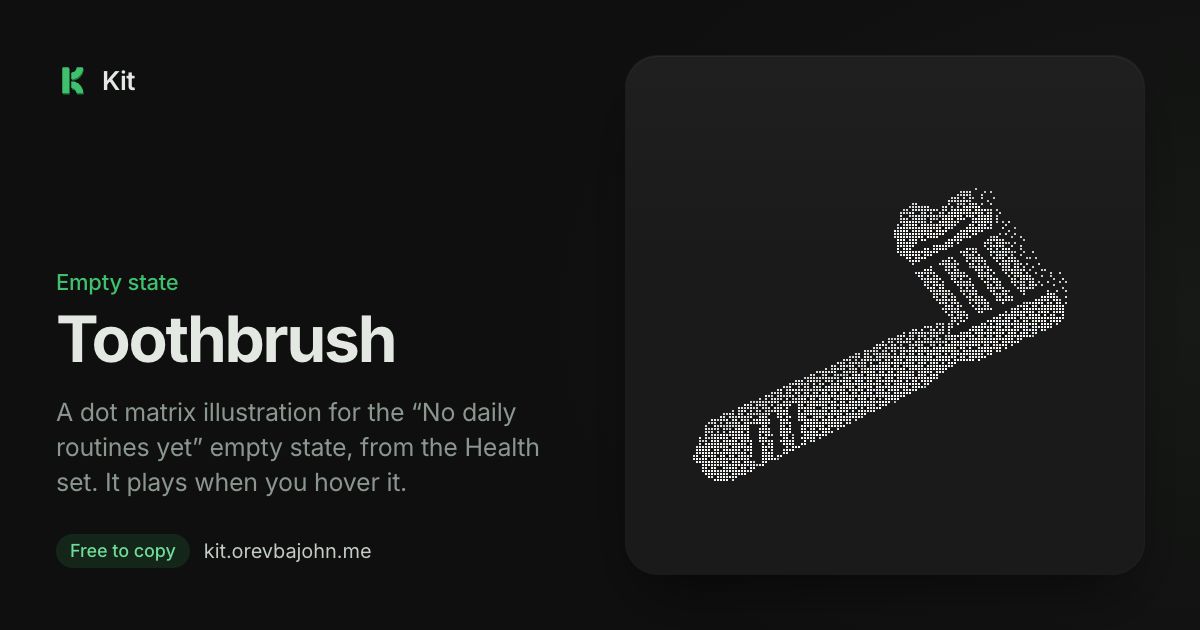 Kit
Empty state
Toothbrush
A dot matrix illustration for the “No daily
routines yet” empty state, from the Health
set. It plays when you hover it.
Free to copy
kit.orevbajohn.me